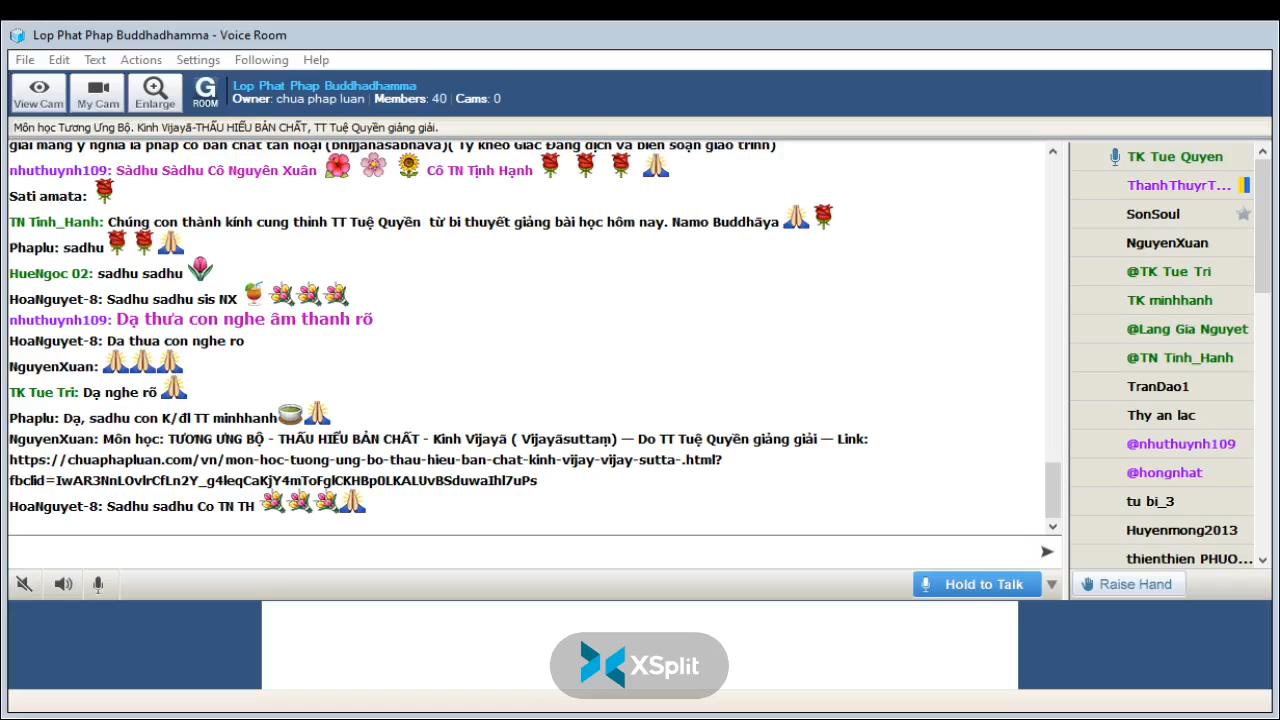 Lop Phat Phap Buddhadhamma - Voice Room
File Edit Text Actions Settings Following Help
View Cam My Cam Enlarge G ROOM
Lop Phat Phap Buddhadhamma
Owner: chua phap luan | Members: 40 | Cams: 0
Môn học Tương Ưng Bộ. Kinh Vijayā-THẤU HIỂU BẢN CHẤT, TT Tuệ Quyền giảng giải.
nhuthuynh109: Sàdhu Sàdhu Cô Nguyên Xuân Cô TN Tịnh Hạnh
Sati amata:
TN Tinh_Hanh: Chúng con thành kính cung thỉnh TT Tuệ Quyền từ bi thuyết giảng bài học hôm nay. Namo Buddhāya
Phaplu: sadhu
HueNgoc 02: sadhu sadhu
HoaNguyet-8: Sadhu sadhu sis NX
nhuthuynh109: Dạ thưa con nghe âm thanh rõ
HoaNguyet-8: Da thua con nghe ro
NguyenXuan:
TK Tue Tri: Dạ nghe rõ
Phaplu: Dạ, sadhu con K/đl TT minhhanh
NguyenXuan: Môn học: TƯƠNG ƯNG BỘ - THẤU HIỂU BẢN CHẤT - Kinh Vijayā ( Vijayāsuttaṃ) — Do TT Tuệ Quyền giảng giải — Link:
https://chuaphapluan.com/vn/mon-hoc-tuong-ung-bo-thau-hieu-ban-chat-kinh-vijay-vijay-sutta-.html?
HoaNguyet-8: Sadhu sadhu Co TN TH
Hold to Talk
TK Tue Quyen
ThanhThuyrT...
SonSoul
NguyenXuan
@TK Tue Tri
TK minhhanh
@Lang Gia Nguyet
@TN Tinh_Hanh
TranDao1
Thy an lac
@nhuthuynh109
@hongnhat
tu bi_3
Huyenmong2013
thienthien PHUO...
Raise Hand
XSplit